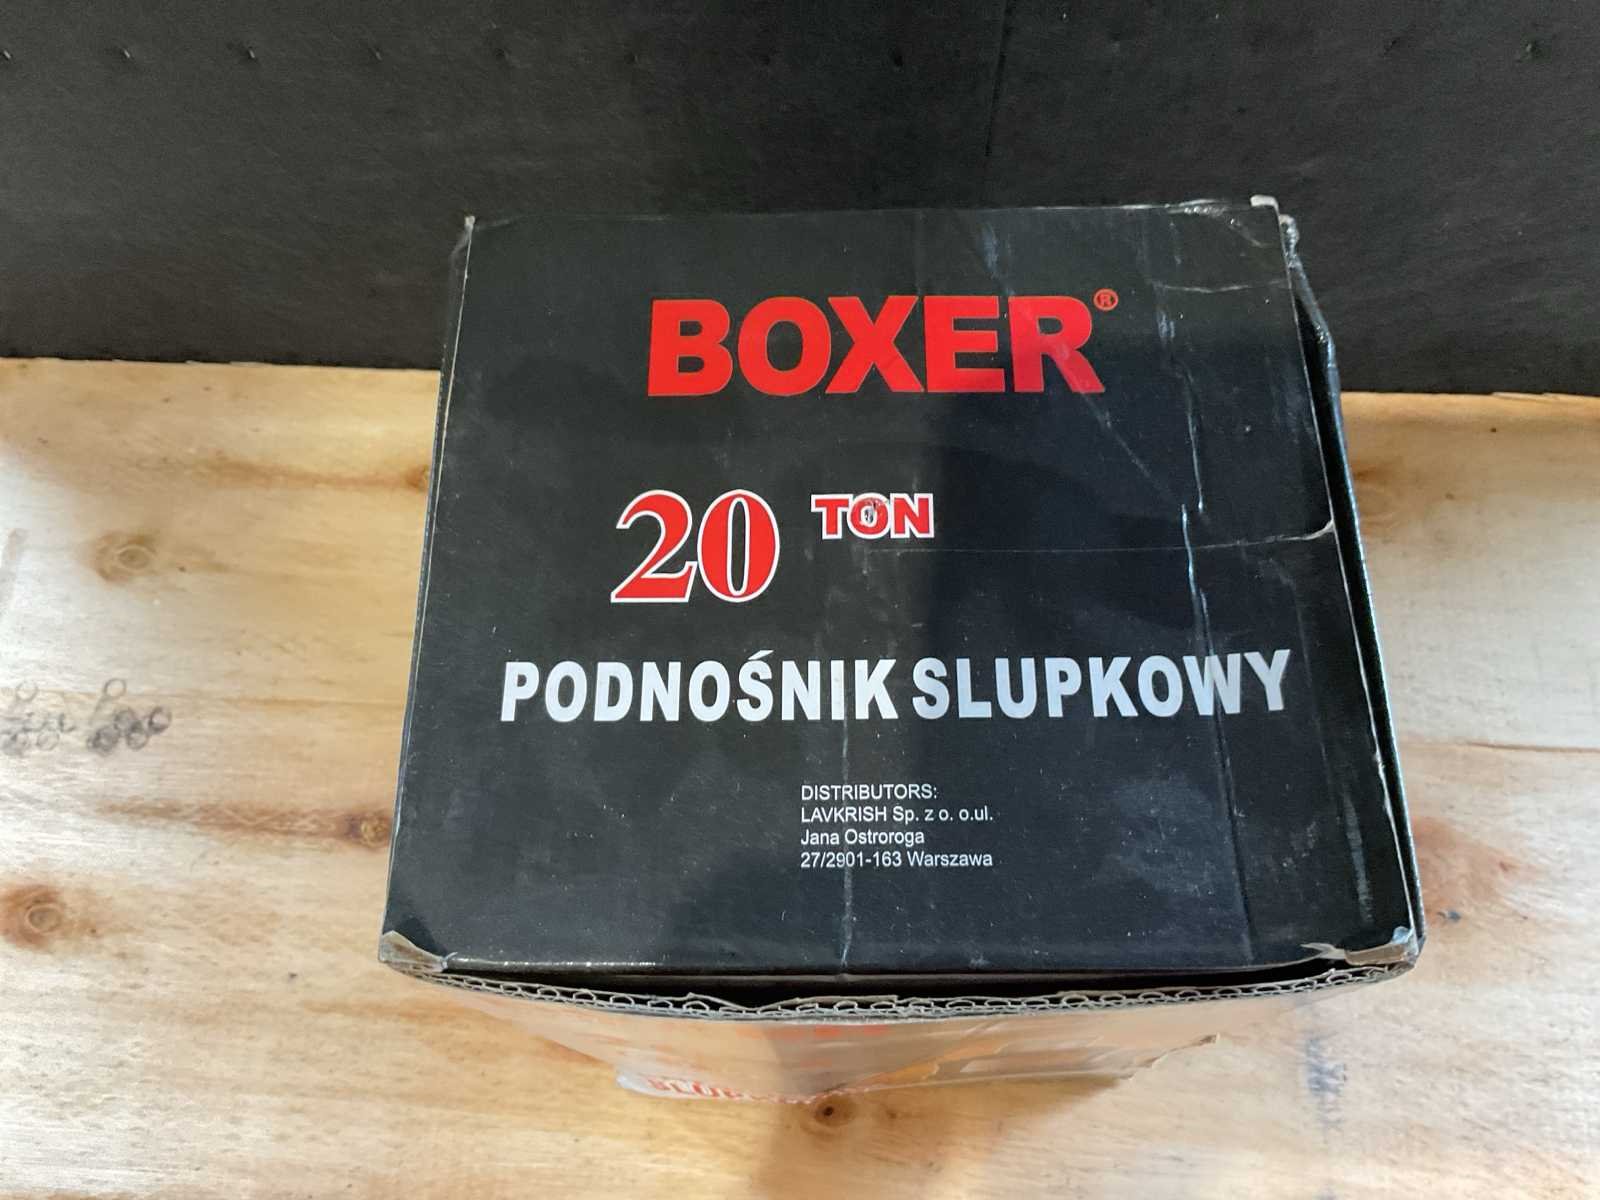 BOXER®
20 TON
PODNOŚNIK SLUPKOWY
DISTRIBUTORS:
LAVKRISH Sp. z o. o.ul.
Jana Ostroroga
27/2901-163 Warszawa